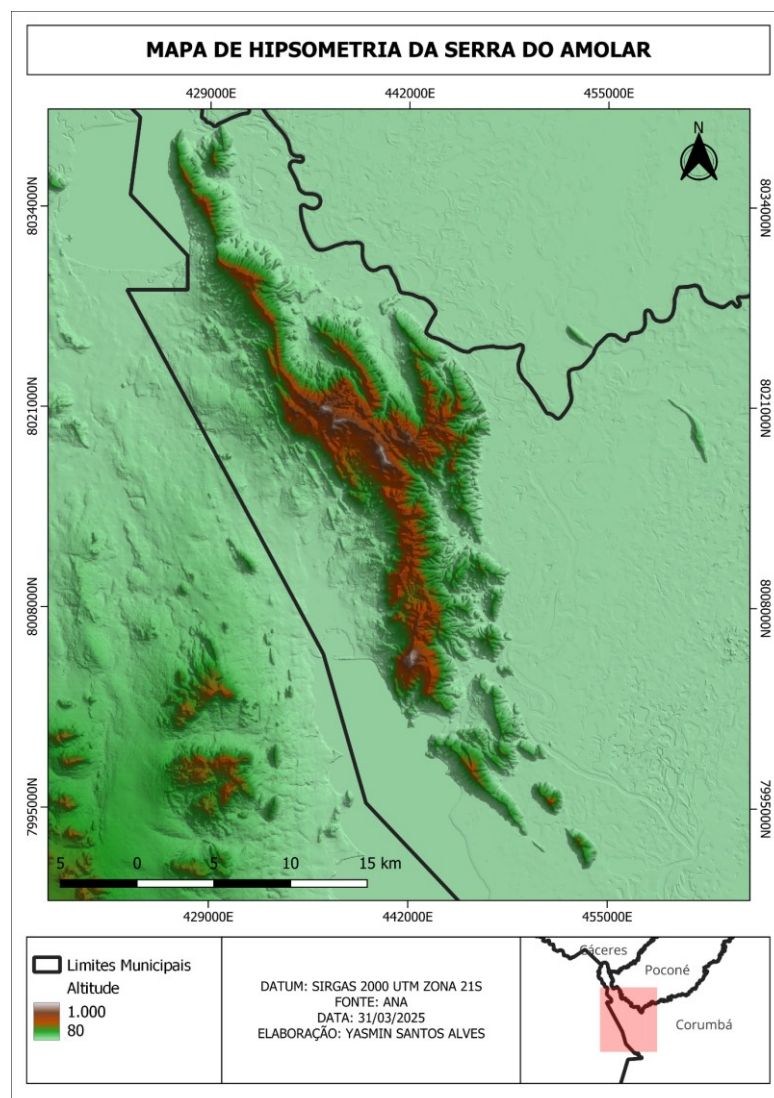 MAPA DE HIPSOMETRIA DA SERRA DO AMOLAR
429000E 442000E 455000E
N
8034000N 8034000N
8021000N 8021000N
8008000N 8008000N
7995000N 7995000N
5 0 5 10 15 km
429000E 442000E 455000E
Limites Municipais
Altitude
1.000
80
DATUM: SIRGAS 2000 UTM ZONA 21S
FONTE: ANA
DATA: 31/03/2025
ELABORAÇÃO: YASMIN SANTOS ALVES
Cáceres
Poconé
Corumbá